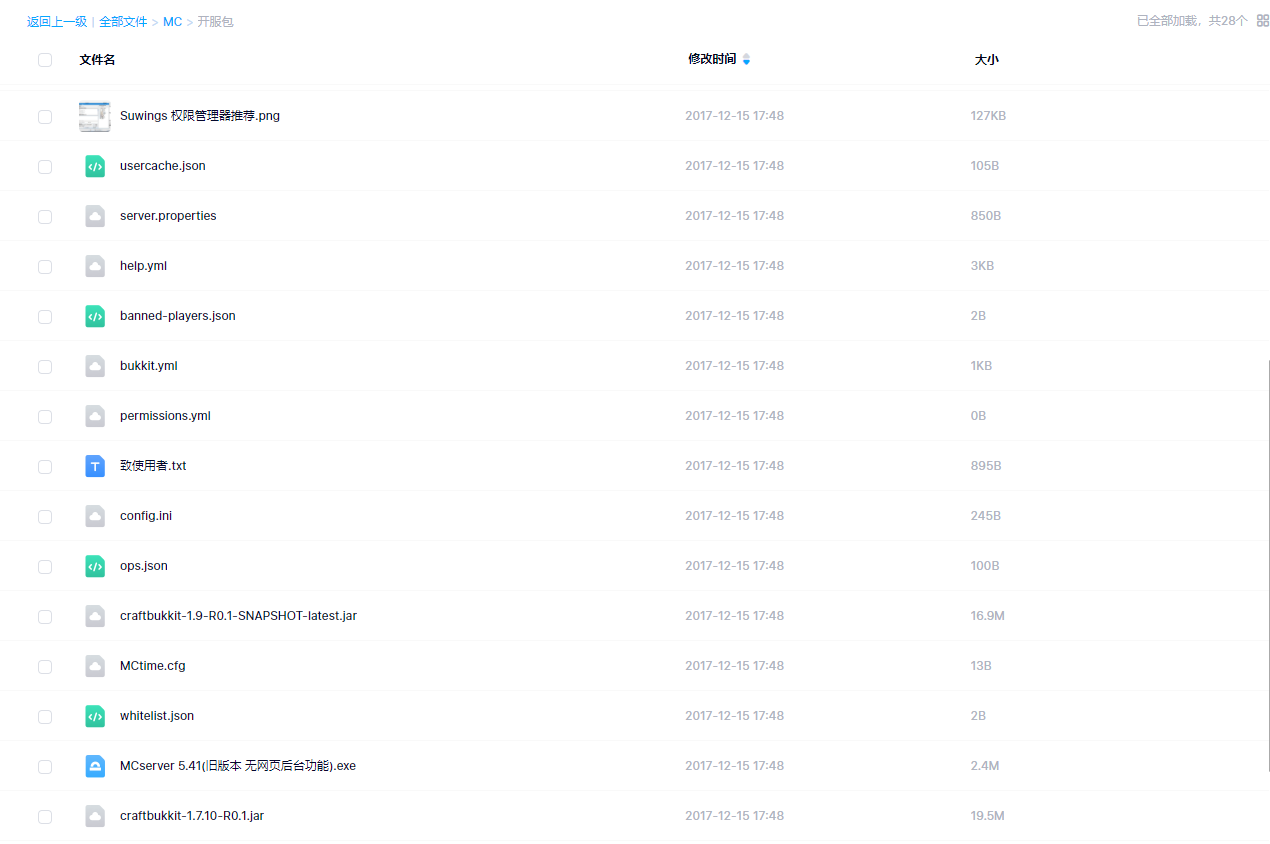 返回上一级 | 全部文件 > MC > 开服包 已全部加载，共28个
文件名 修改时间 大小
Suwings 权限管理器推荐.png 2017-12-15 17:48 127KB
usercache.json 2017-12-15 17:48 105B
server.properties 2017-12-15 17:48 850B
help.yml 2017-12-15 17:48 3KB
banned-players.json 2017-12-15 17:48 2B
bukkit.yml 2017-12-15 17:48 1KB
permissions.yml 2017-12-15 17:48 0B
致使用者.txt 2017-12-15 17:48 895B
config.ini 2017-12-15 17:48 245B
ops.json 2017-12-15 17:48 100B
craftbukkit-1.9-R0.1-SNAPSHOT-latest.jar 2017-12-15 17:48 16.9M
MCtime.cfg 2017-12-15 17:48 13B
whitelist.json 2017-12-15 17:48 2B
MCserver 5.41(旧版本 无网页后台功能).exe 2017-12-15 17:48 2.4M
craftbukkit-1.7.10-R0.1.jar 2017-12-15 17:48 19.5M